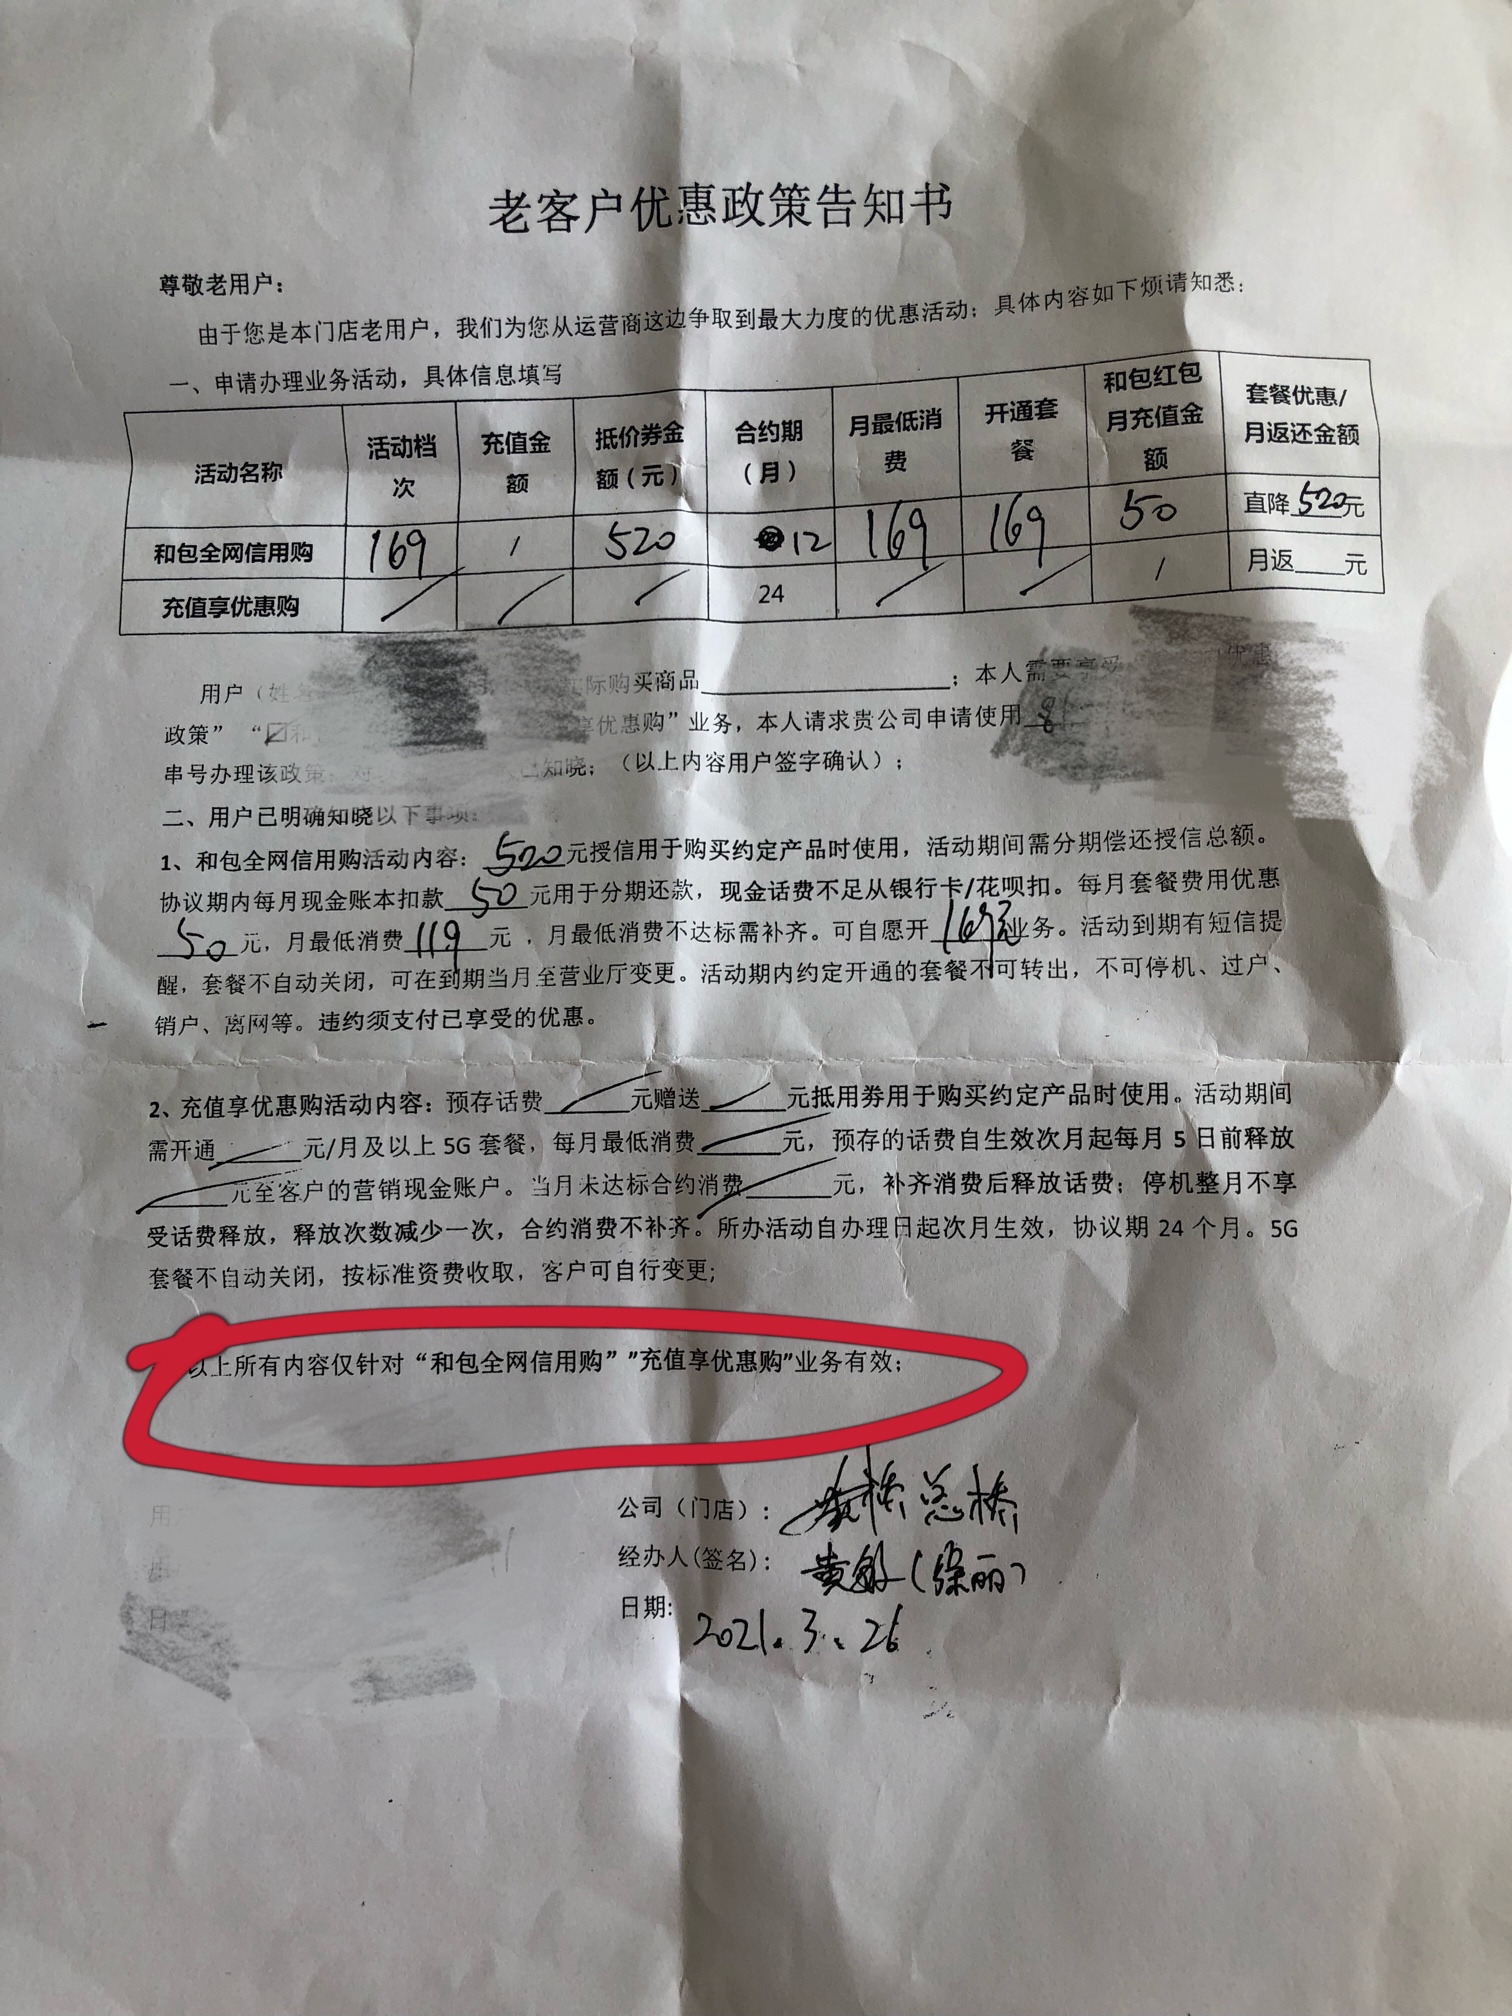 老客户优惠政策告知书
尊敬老用户：
由于您是本门店老用户，我们为您从运营商这边争取到最大力度的优惠活动；具体内容如下烦请知悉：
一、申请办理业务活动，具体信息填写
活动名称 活动档次 充值金额 抵价券金额（元） 合约期（月） 月最低消费 开通套餐 和包红包月充值金额 套餐优惠/月返还金额
和包全网信用购 169 / 520 12 169 169 50 直降520元
充值享优惠购 / / / 24 / / / 月返___元
用户（姓 际购买商品___；本人需要享受 优惠
政策” “☑和 享优惠购”业务，本人请求贵公司申请使用 8
串号办理该政策，对 已知晓；（以上内容用户签字确认）；
二、用户已明确知晓以下事项：
1、和包全网信用购活动内容：520元授信用于购买约定产品时使用，活动期间需分期偿还授信总额。
协议期内每月现金账本扣款 50 元用于分期还款，现金话费不足从银行卡/花呗扣。每月套餐费用优惠
50 元，月最低消费 119 元，月最低消费不达标需补齐。可自愿开 169元 业务。活动到期有短信提
醒，套餐不自动关闭，可在到期当月至营业厅变更。活动期内约定开通的套餐不可转出，不可停机、过户、
销户、离网等。违约须支付已享受的优惠。
2、充值享优惠购活动内容：预存话费 / 元赠送 / 元抵用券用于购买约定产品时使用。活动期间
需开通 / 元/月及以上 5G 套餐，每月最低消费 / 元，预存的话费自生效次月起每月 5 日前释放
/ 元至客户的营销现金账户。当月未达标合约消费 / 元，补齐消费后释放话费；停机整月不享
受话费释放，释放次数减少一次，合约消费不补齐。所办活动自办理日起次月生效，协议期 24 个月。5G
套餐不自动关闭，按标准资费收取，客户可自行变更;
以上所有内容仅针对“和包全网信用购””充值享优惠购”业务有效；
用
日
公司（门店）：
经办人(签名)： (徐丽)
日期: 2021.3.26